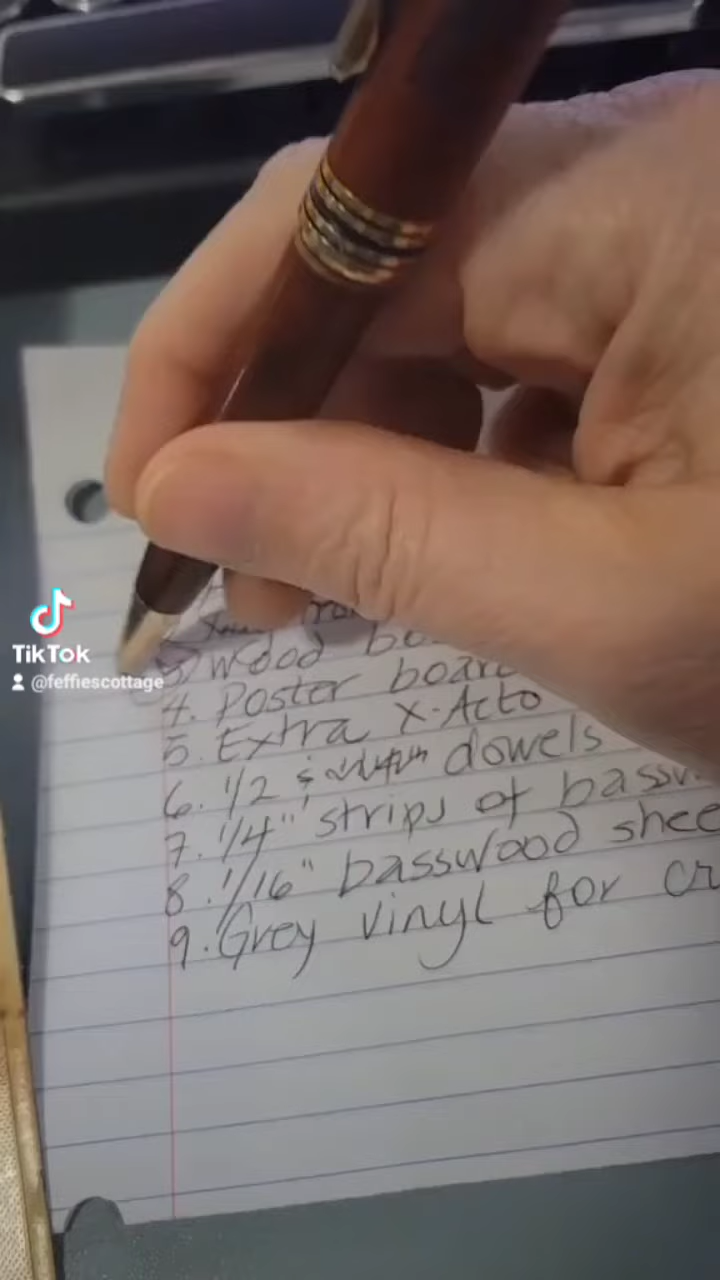 TikTok
@feffiescottage
3. Wood
4. Poster board
5. Extra X-Acto
6. 1/2 dowels
7. 1/4" strips of
8. 1/16" basswood
9. Grey vinyl for